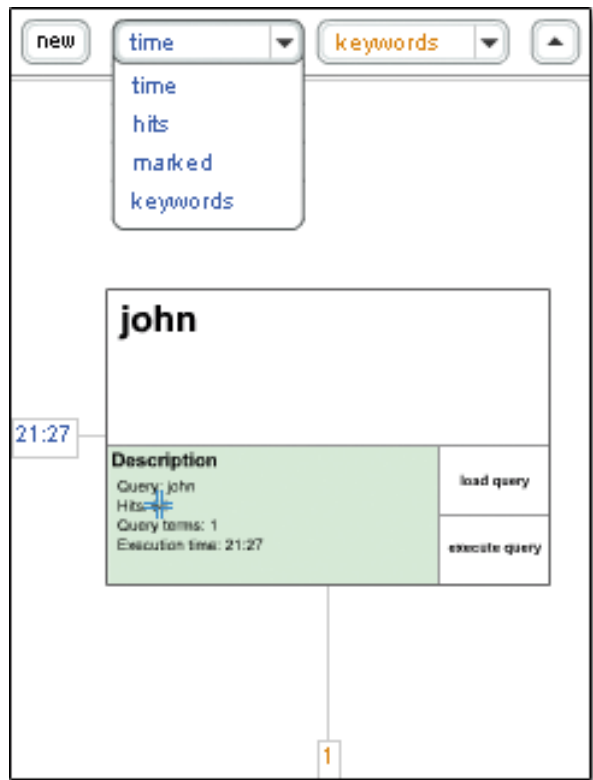 new
time
keywords
time
hits
marked
keywords
john
21:27
Description
Query: john
Hits:
Query terms: 1
Execution time: 21:27
load query
execute query
1